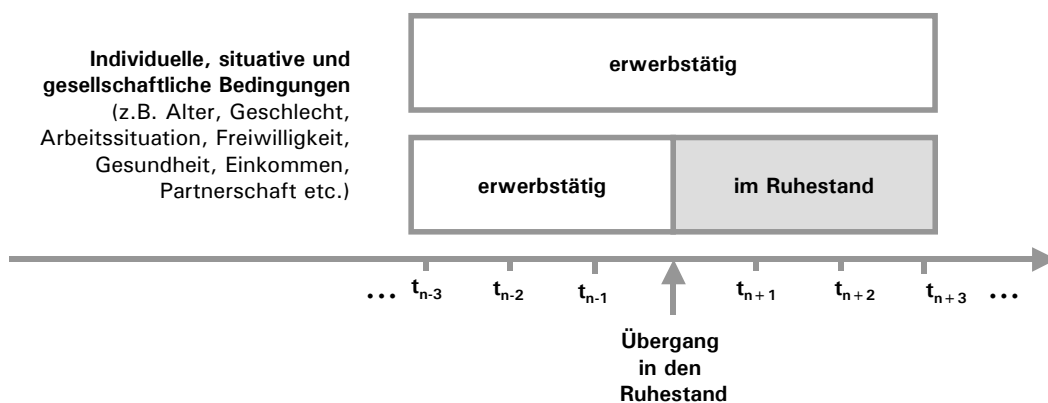 Individuelle, situative und
gesellschaftliche Bedingungen
(z.B. Alter, Geschlecht,
Arbeitssituation, Freiwilligkeit,
Gesundheit, Einkommen,
Partnerschaft etc.)
erwerbstätig
erwerbstätig im Ruhestand
... tn-3 tn-2 tn-1 tn+1 tn+2 tn+3 ...
Übergang
in den
Ruhestand